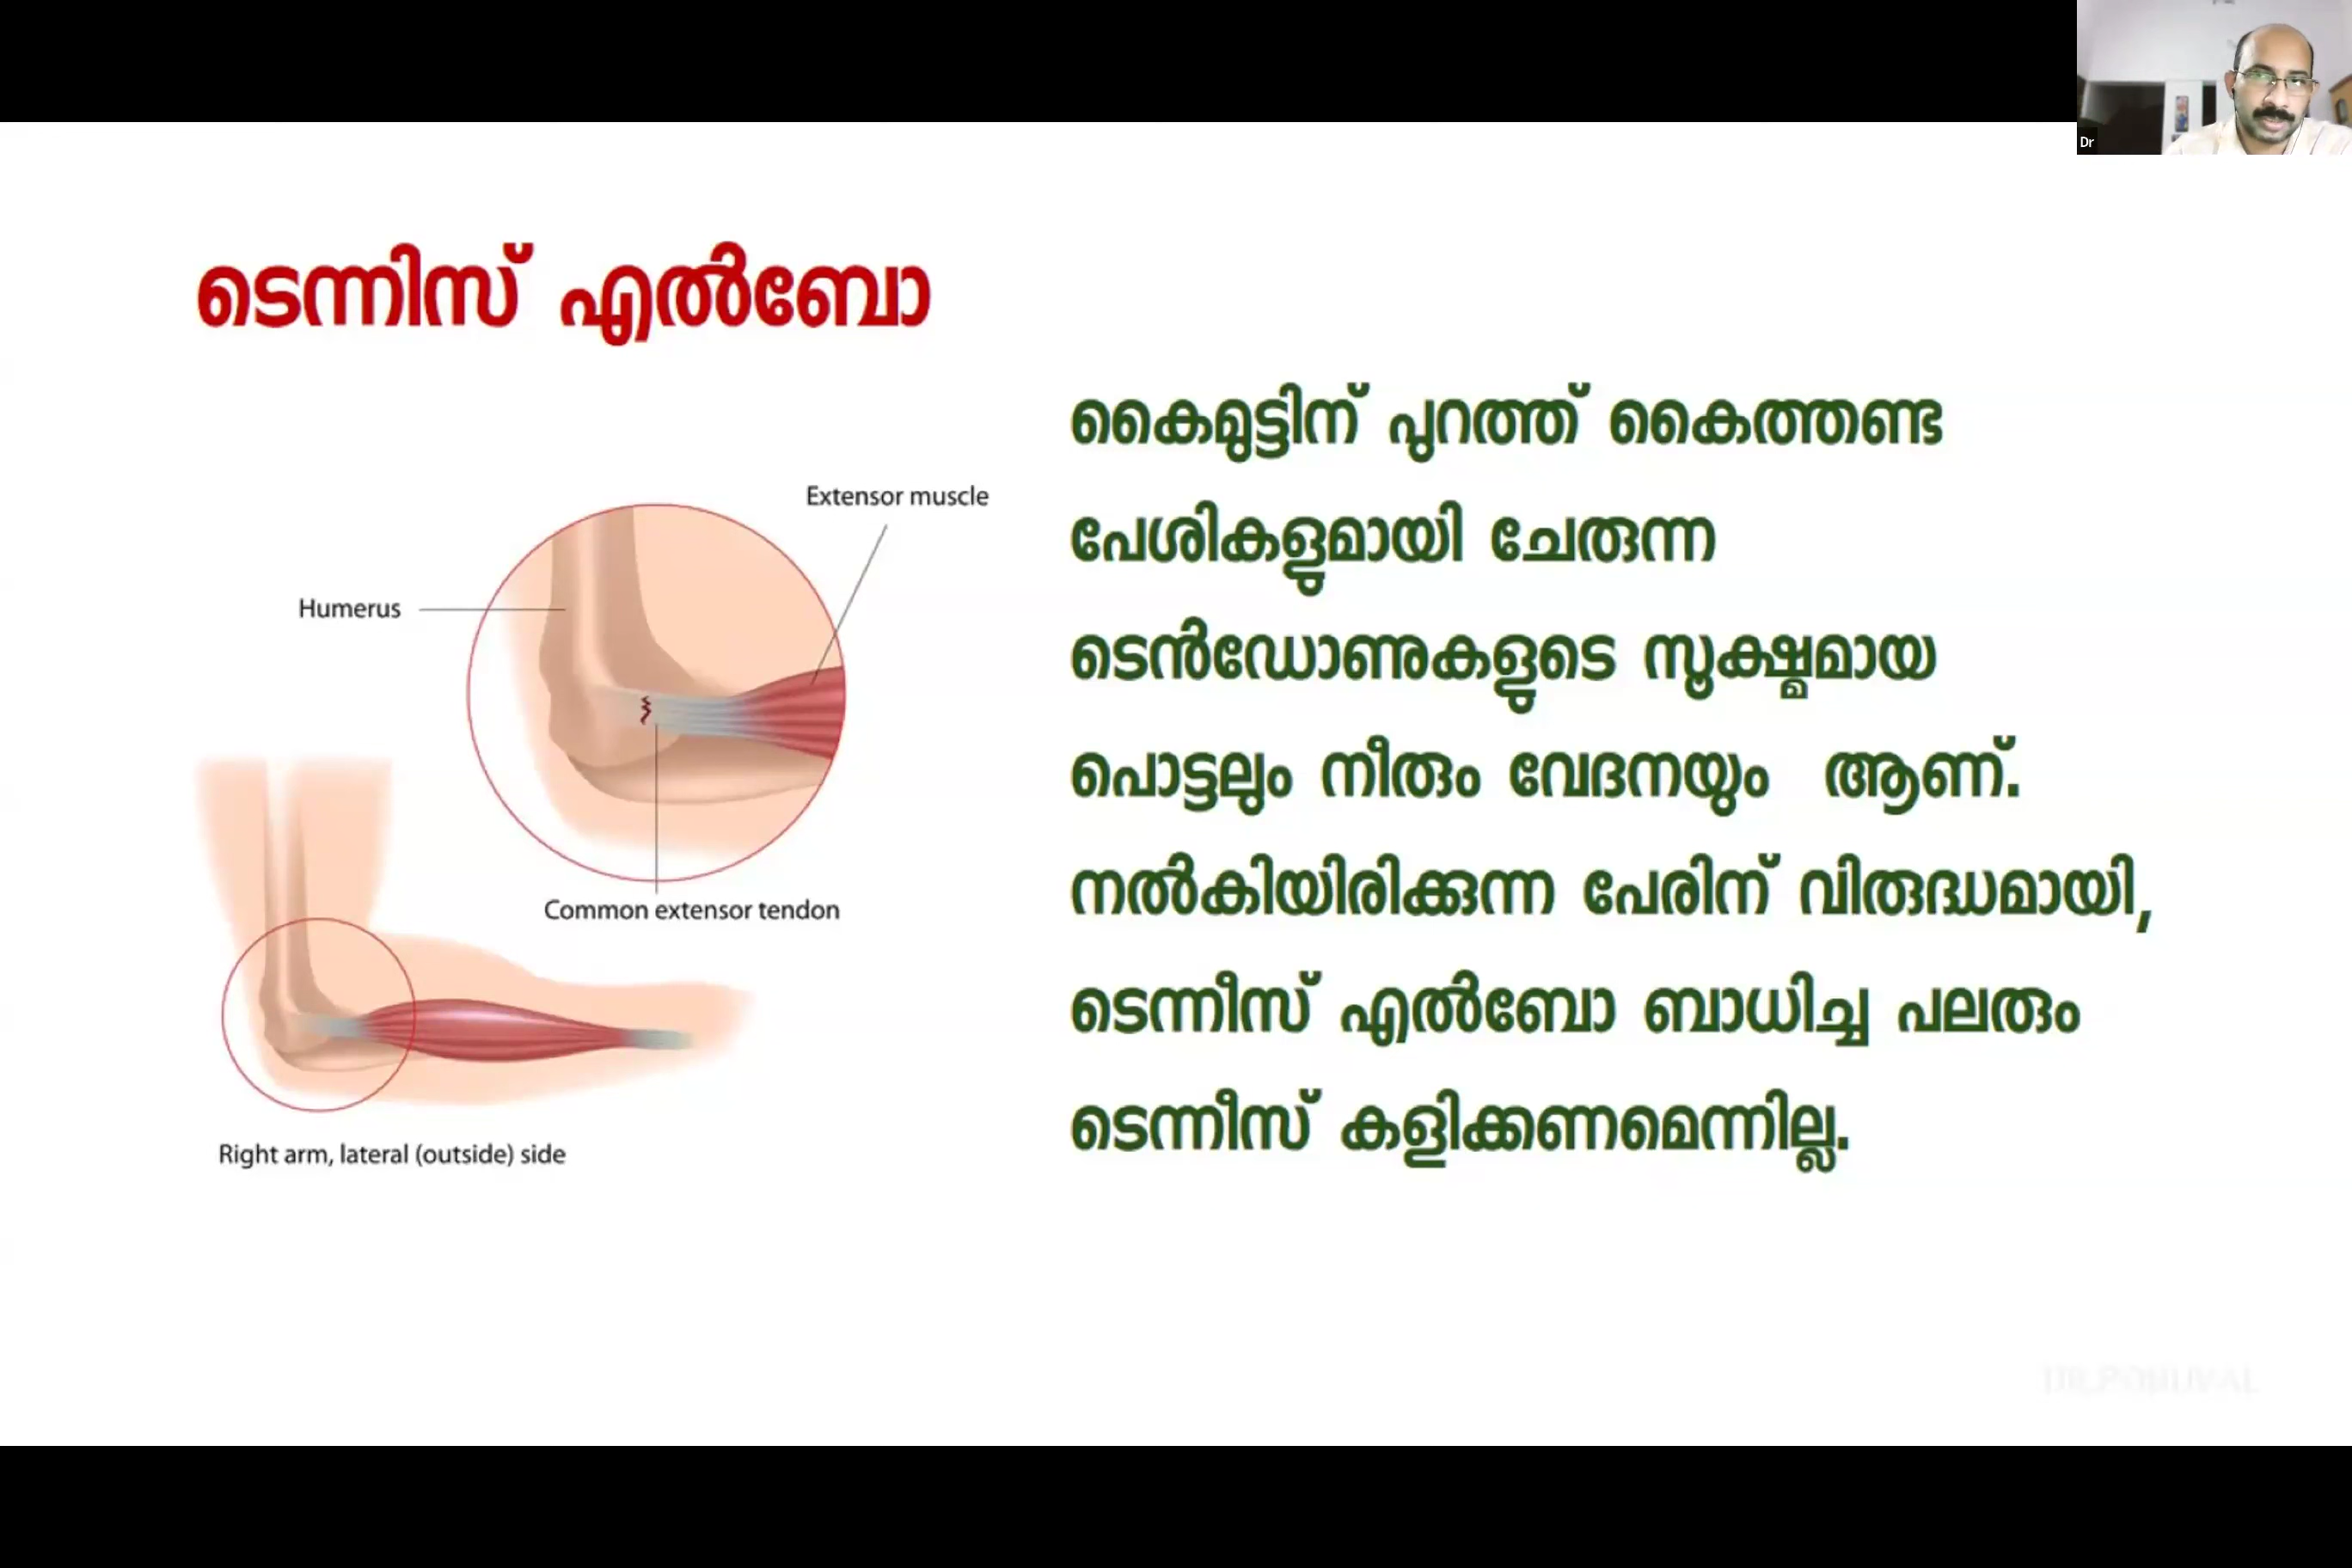 Dr
ടെന്നിസ് എൽബോ
Extensor muscle
Humerus
Common extensor tendon
Right arm, lateral (outside) side
കൈമുട്ടിന് പുറത്ത് കൈത്തണ്ട
പേശികളുമായി ചേരുന്ന
ടെൻഡോണുകളുടെ സൂക്ഷ്മമായ
പൊട്ടലും നീരും വേദനയും ആണ്.
നൽകിയിരിക്കുന്ന പേരിന് വിരുദ്ധമായി,
ടെന്നീസ് എൽബോ ബാധിച്ച പലരും
ടെന്നീസ് കളിക്കണമെന്നില്ല.